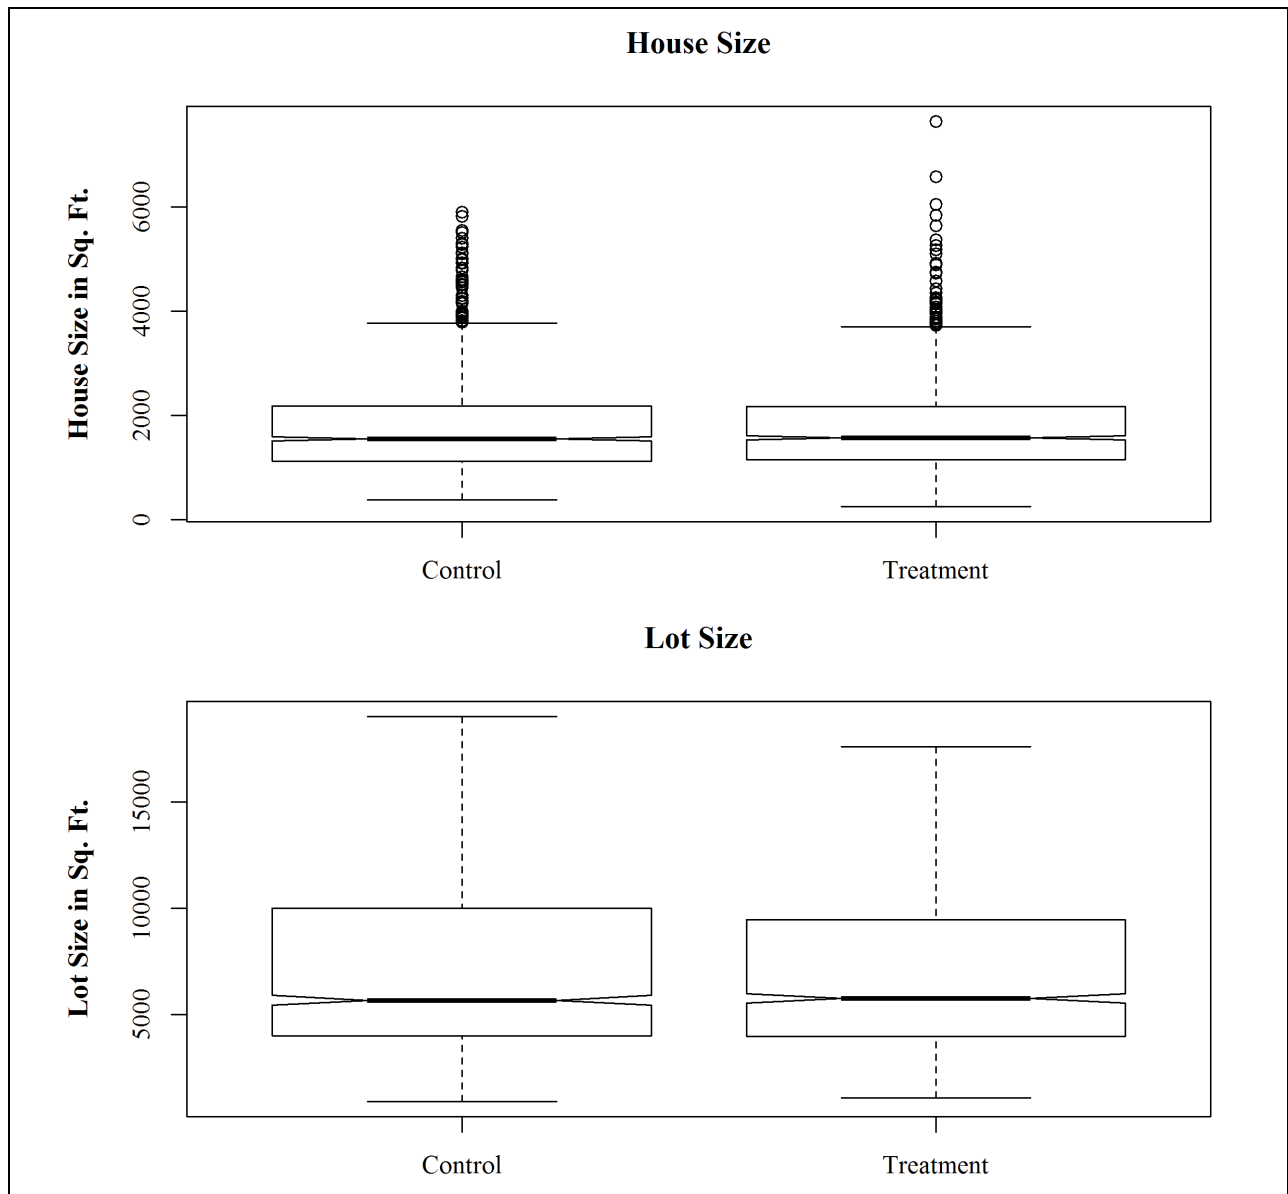 House Size
House Size in Sq. Ft.
6000
4000
2000
0
Control Treatment
Lot Size
Lot Size in Sq. Ft.
15000
10000
5000
Control Treatment